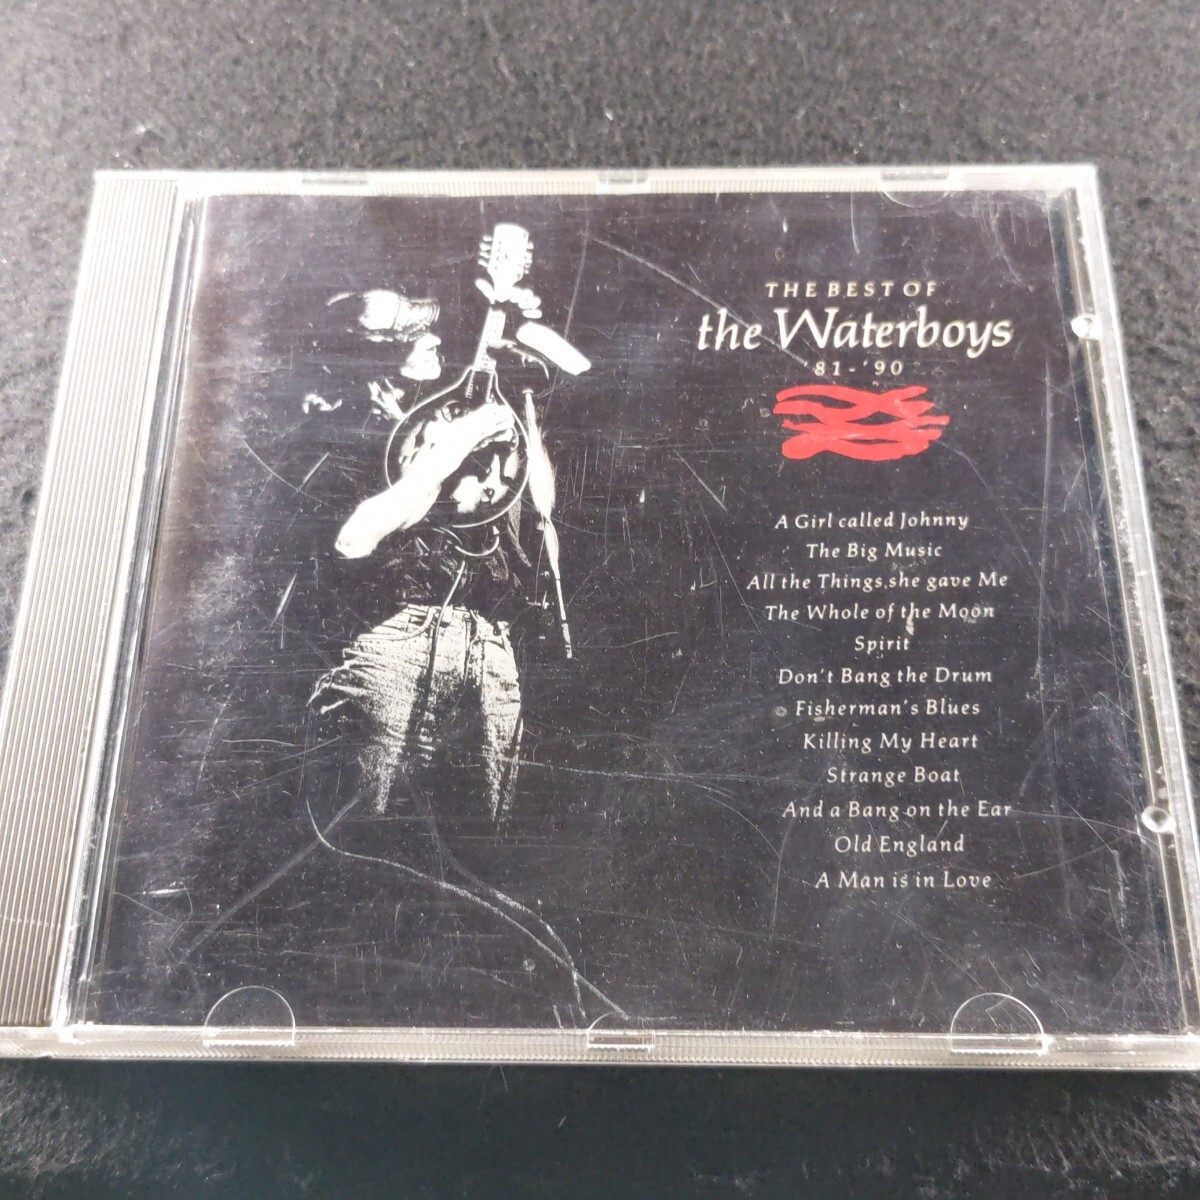 THE BEST OF
the Waterboys
81-'90
A Girl called Johnny
The Big Music
All the Things she gave Me
The Whole of the Moon
Spirit
Don't Bang the Drum
Fisherman's Blues
Killing My Heart
Strange Boat
And a Bang on the Ear
Old England
A Man is in Love